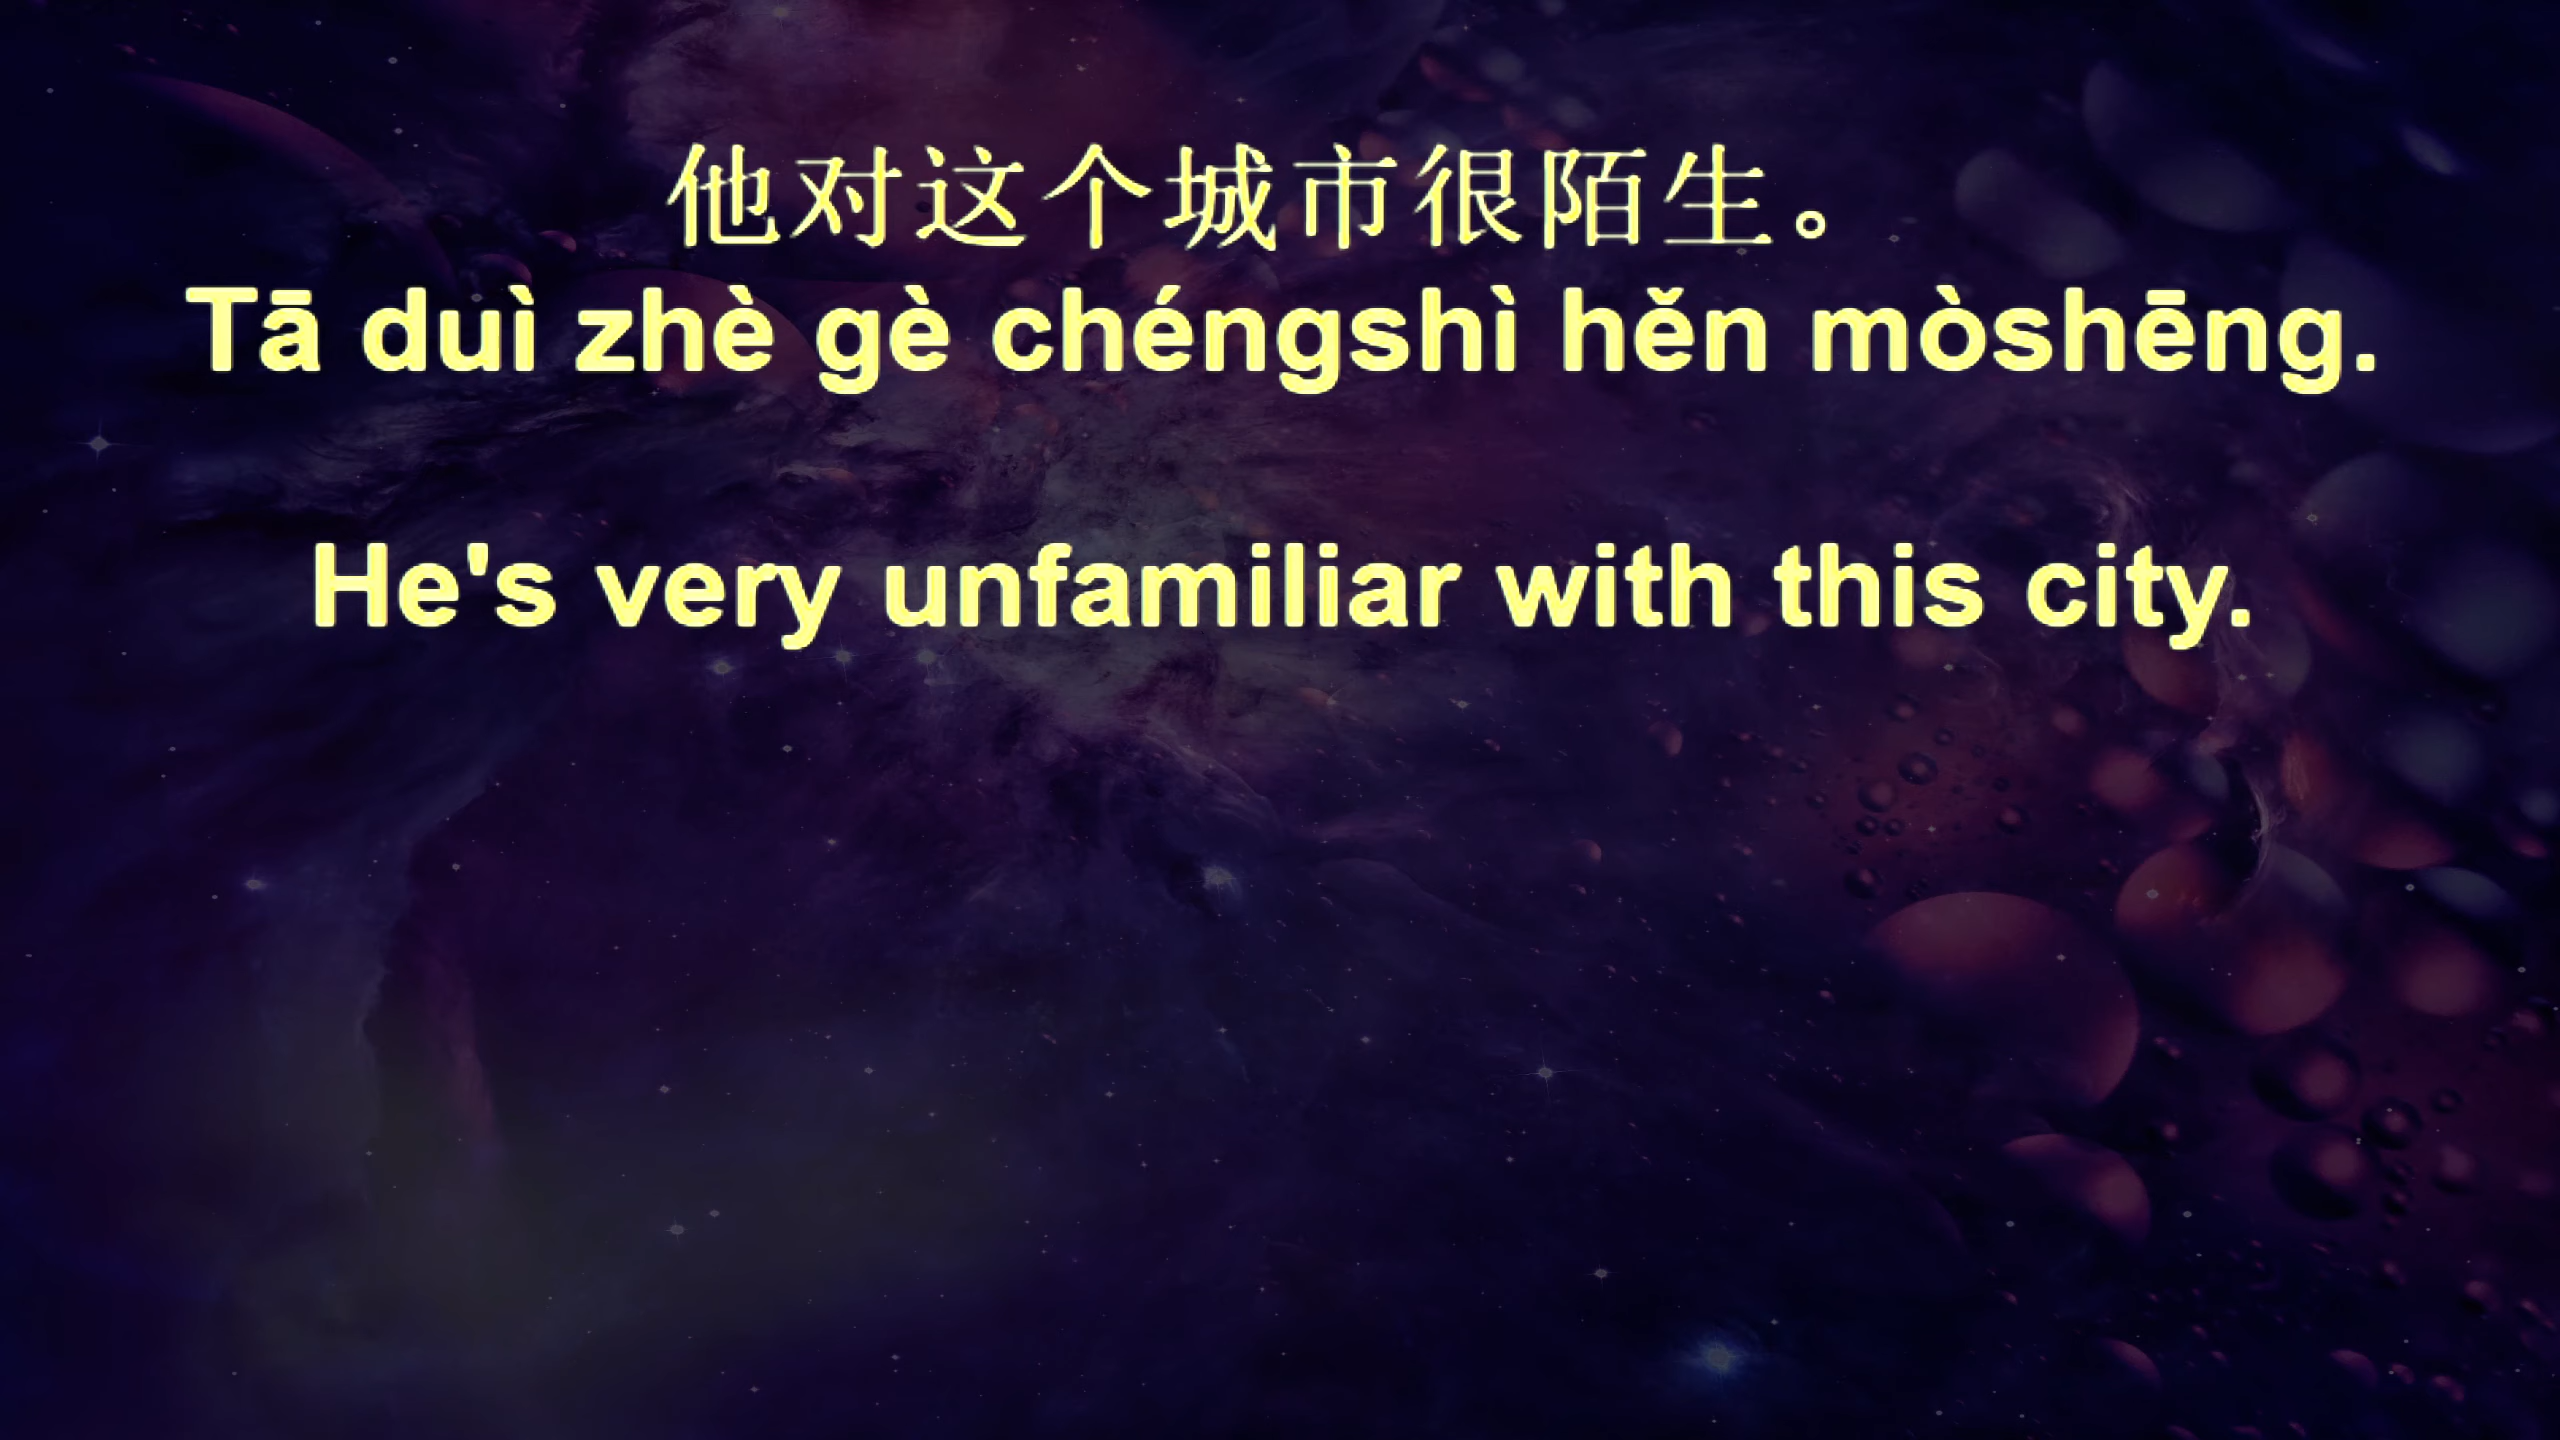 他对这个城市很陌生。
Tā duì zhè gè chéngshì hěn mòshēng.
He's very unfamiliar with this city.